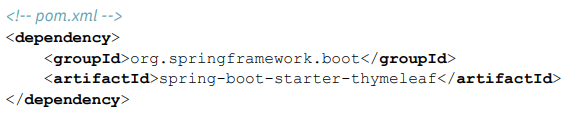 <!-- pom.xml -->
<dependency>
    <groupId>org.springframework.boot</groupId>
    <artifactId>spring-boot-starter-thymeleaf</artifactId>
</dependency>